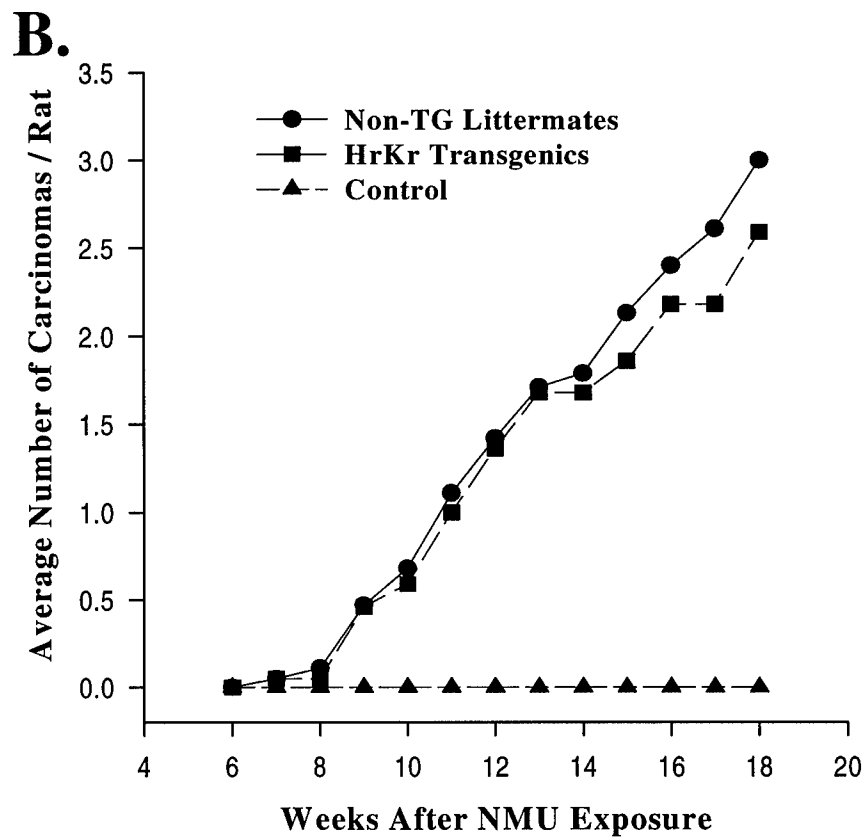 B.
Average Number of Carcinomas / Rat
3.5
3.0
2.5
2.0
1.5
1.0
0.5
0.0
Non-TG Littermates
HrKr Transgenics
Control
4 6 8 10 12 14 16 18 20
Weeks After NMU Exposure